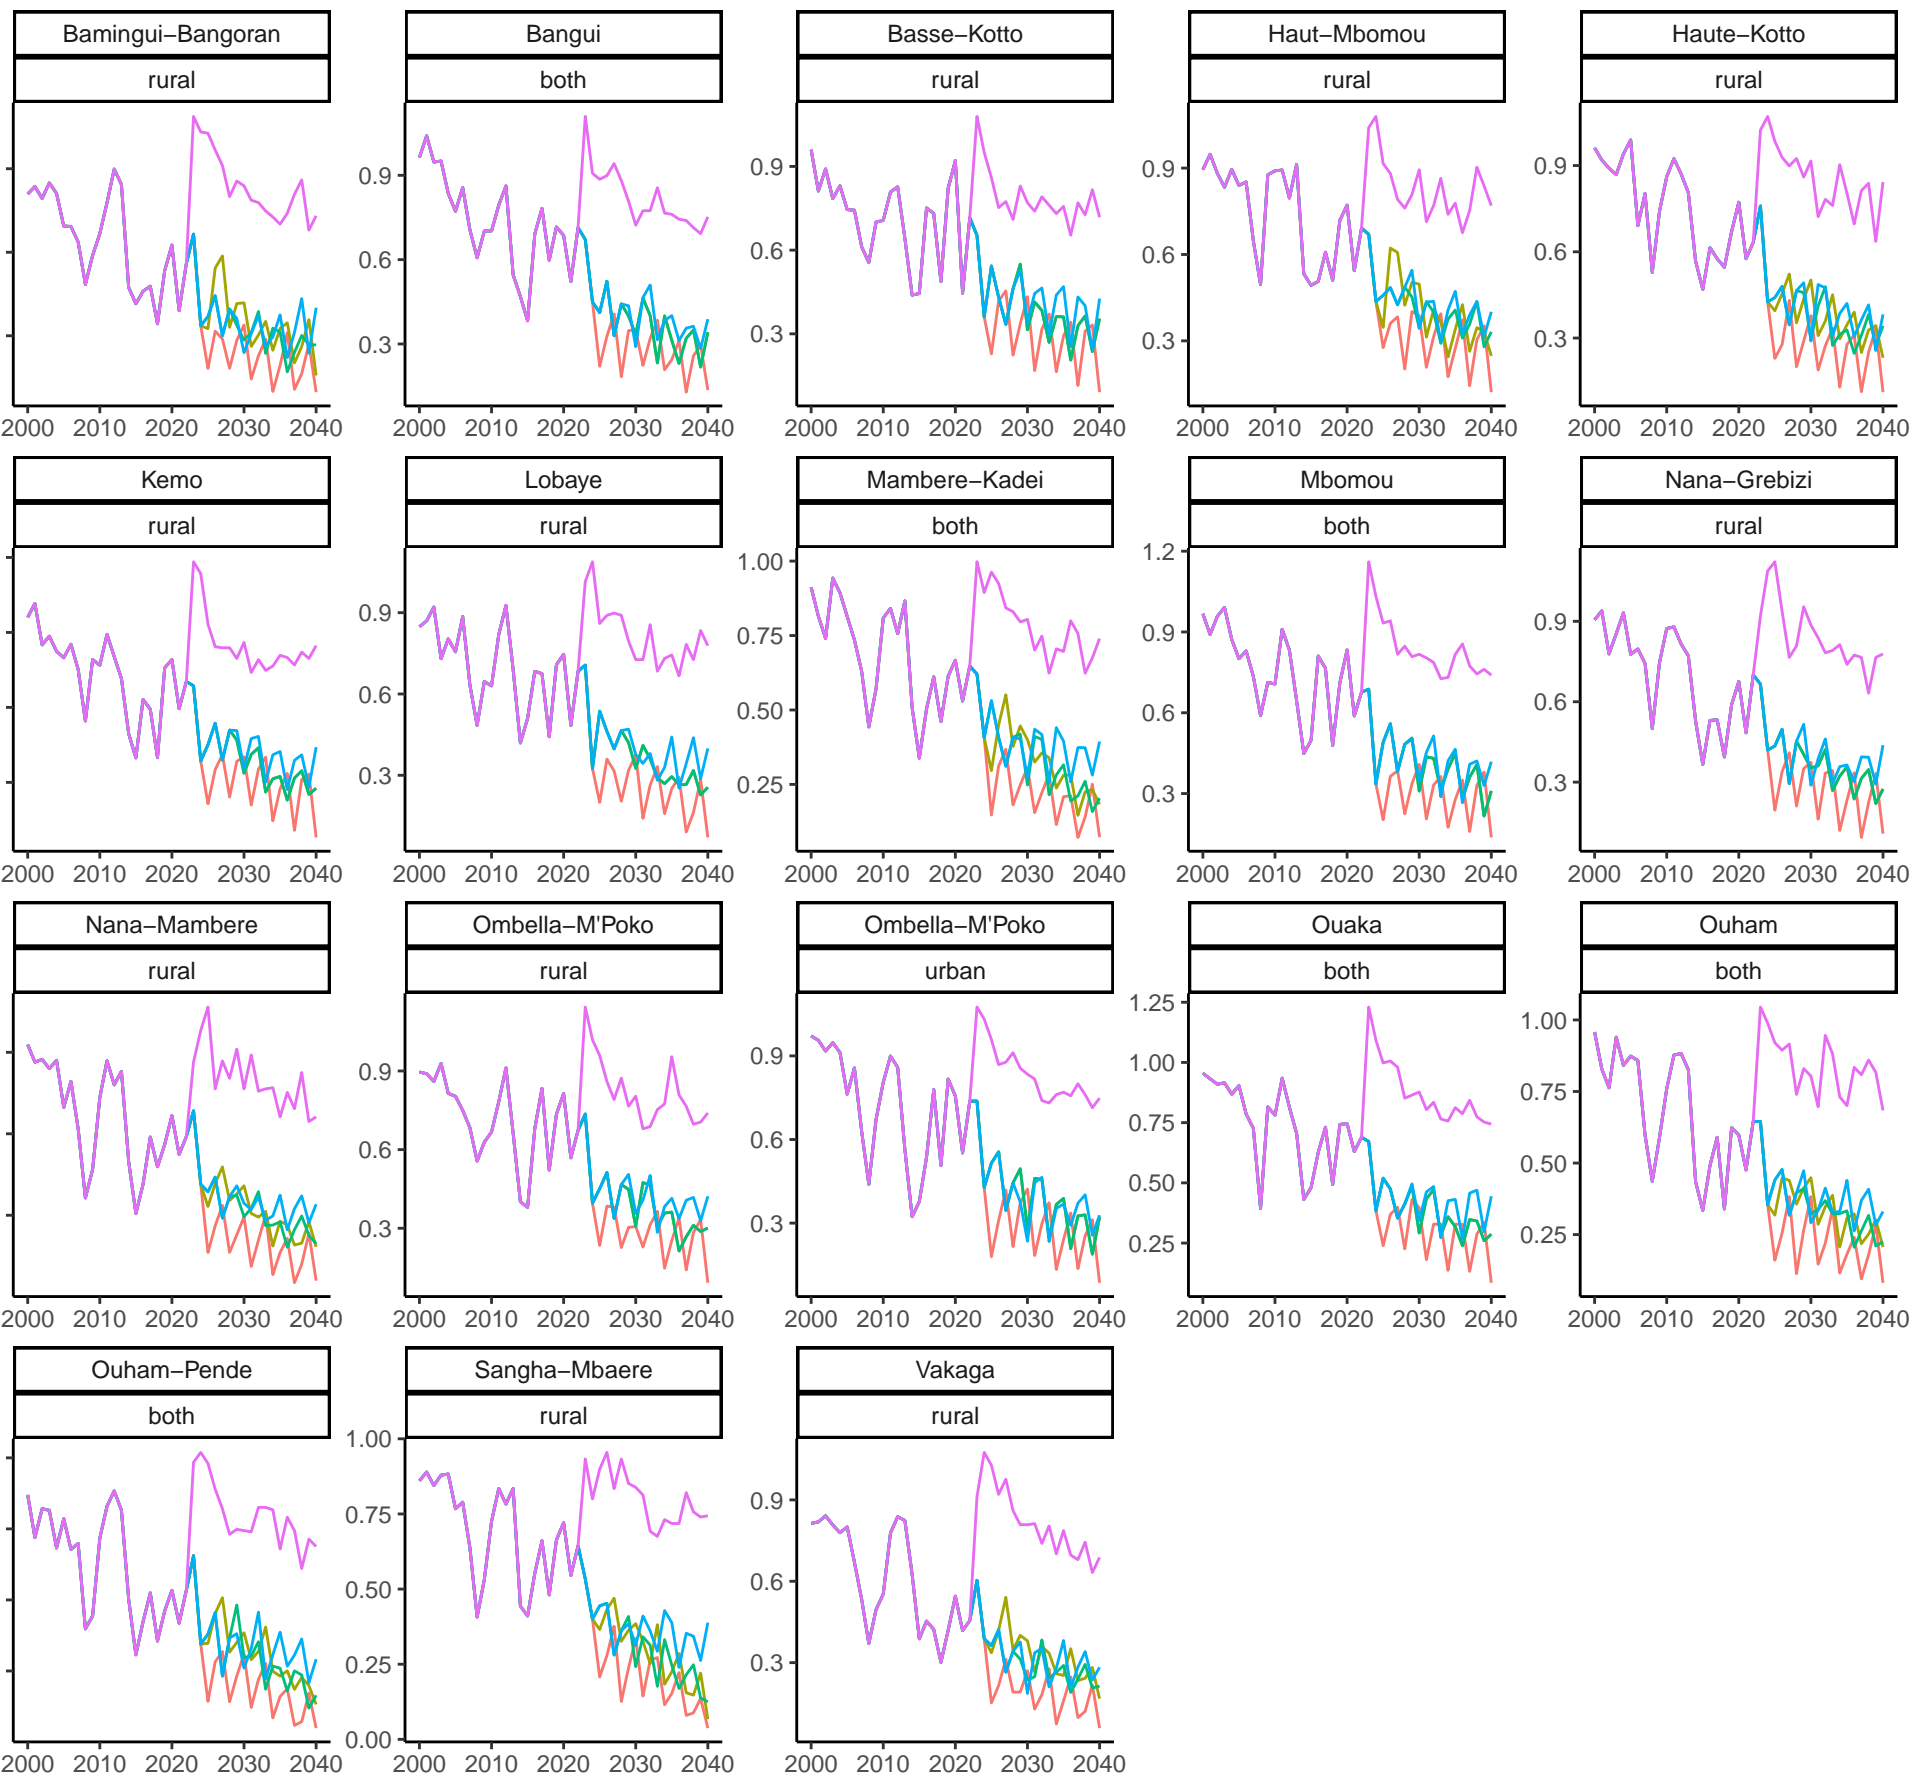 Bamingui−Bangoran Bangui Basse−Kotto Haut−Mbomou Haute−Kotto
rural both rural rural rural
0.9 0.9 0.9 0.9
0.6 0.6 0.6 0.6
0.3 0.3 0.3 0.3
2000 2010 2020 2030 2040 2000 2010 2020 2030 2040 2000 2010 2020 2030 2040 2000 2010 2020 2030 2040 2000 2010 2020 2030 2040
Kemo Lobaye Mambere−Kadei Mbomou Nana−Grebizi
rural rural both both rural
0.9 1.00 1.2 0.9
0.6 0.75 0.9 0.6
0.3 0.50 0.6 0.3
0.25 0.3
2000 2010 2020 2030 2040 2000 2010 2020 2030 2040 2000 2010 2020 2030 2040 2000 2010 2020 2030 2040 2000 2010 2020 2030 2040
Nana−Mambere Ombella−M'Poko Ombella−M'Poko Ouaka Ouham
rural rural urban both both
0.9 0.9 1.25 1.00
0.6 0.6 1.00 0.75
0.3 0.3 0.75 0.50
0.50 0.25
0.25
2000 2010 2020 2030 2040 2000 2010 2020 2030 2040 2000 2010 2020 2030 2040 2000 2010 2020 2030 2040 2000 2010 2020 2030 2040
Ouham−Pende Sangha−Mbaere Vakaga
both rural rural
1.00 0.9
0.75 0.6
0.50 0.3
0.25
0.00
2000 2010 2020 2030 2040 2000 2010 2020 2030 2040 2000 2010 2020 2030 2040